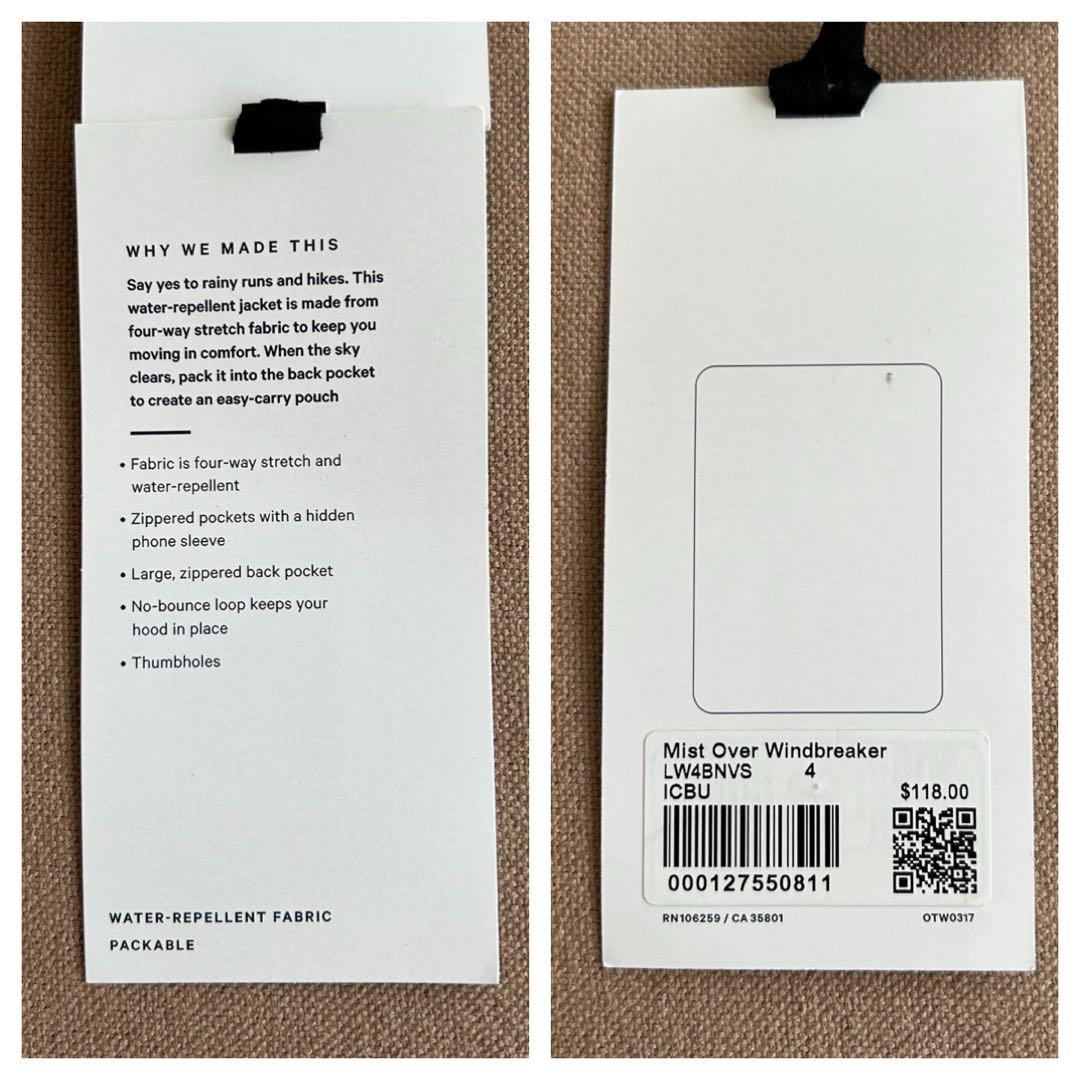 WHY WE MADE THIS
Say yes to rainy runs and hikes. This
water-repellent jacket is made from
four-way stretch fabric to keep you
moving in comfort. When the sky
clears, pack it into the back pocket
to create an easy-carry pouch
• Fabric is four-way stretch and
water-repellent
• Zippered pockets with a hidden
phone sleeve
• Large, zippered back pocket
• No-bounce loop keeps your
hood in place
• Thumbholes
WATER-REPELLENT FABRIC
PACKABLE
Mist Over Windbreaker
LW4BNVS 4
ICBU $118.00
000127550811
RN106259 / CA 35801 OTW0317